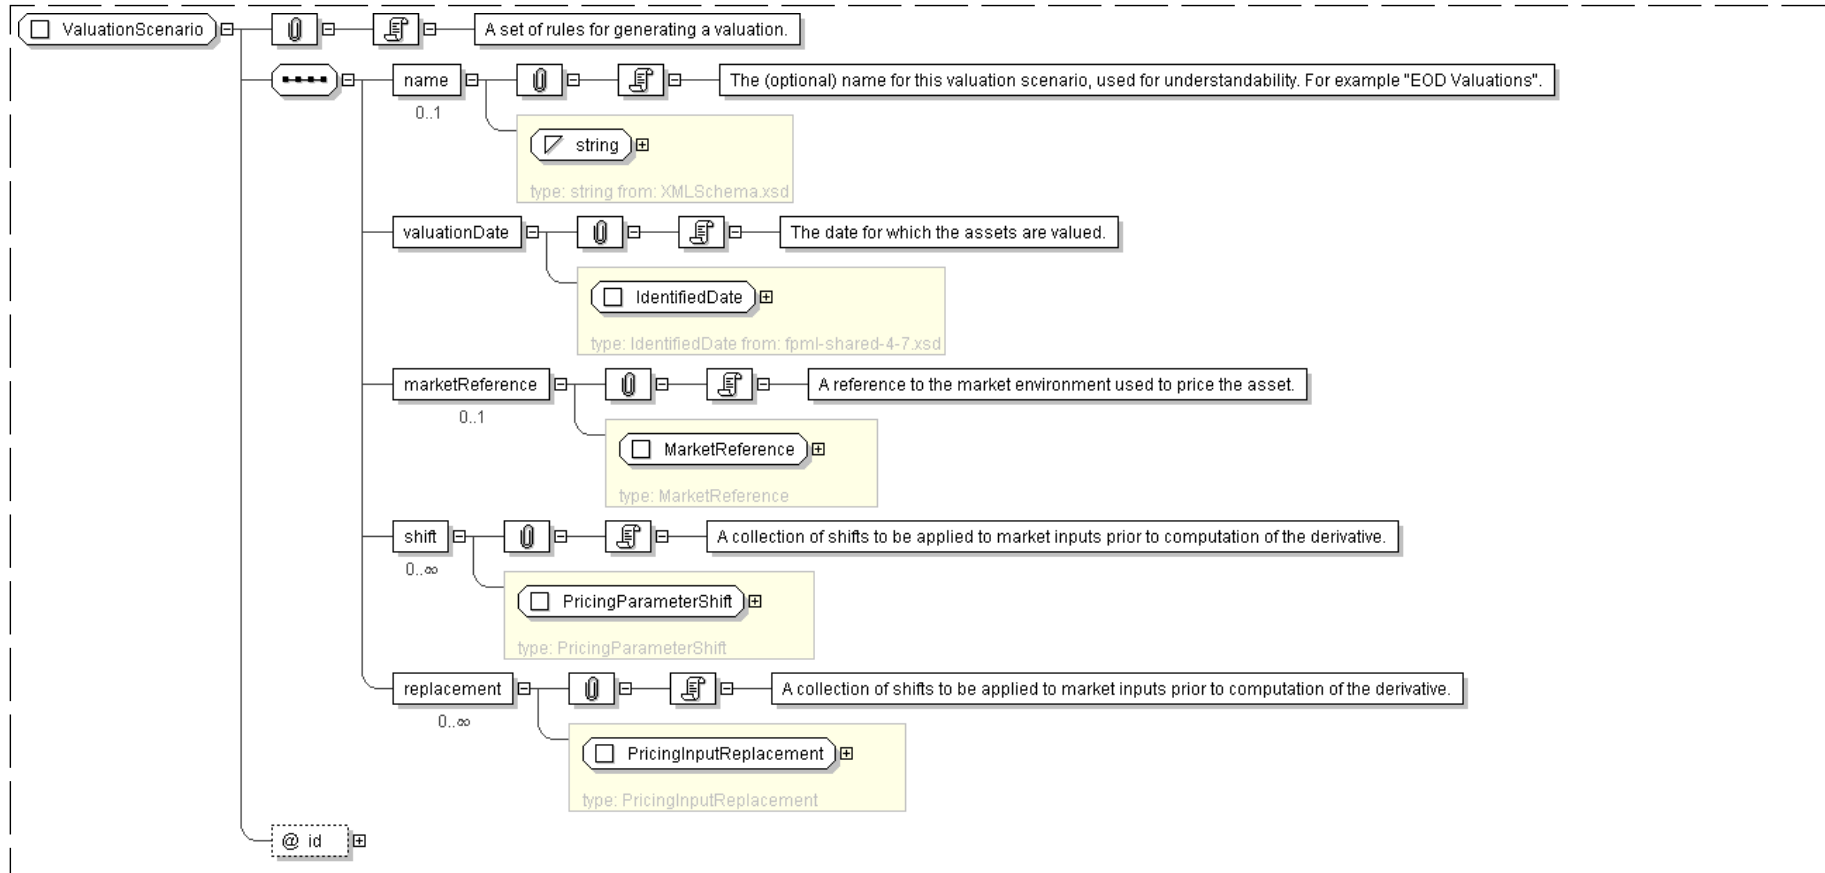 ValuationScenario
A set of rules for generating a valuation.
name
The (optional) name for this valuation scenario, used for understandability. For example "EOD Valuations".
0..1
string
type: string from: XMLSchema.xsd
valuationDate
The date for which the assets are valued.
IdentifiedDate
type: IdentifiedDate from: fpml-shared-4-7.xsd
marketReference
A reference to the market environment used to price the asset.
0..1
MarketReference
type: MarketReference
shift
A collection of shifts to be applied to market inputs prior to computation of the derivative.
0..∞
PricingParameterShift
type: PricingParameterShift
replacement
A collection of shifts to be applied to market inputs prior to computation of the derivative.
0..∞
PricingInputReplacement
type: PricingInputReplacement
@ id